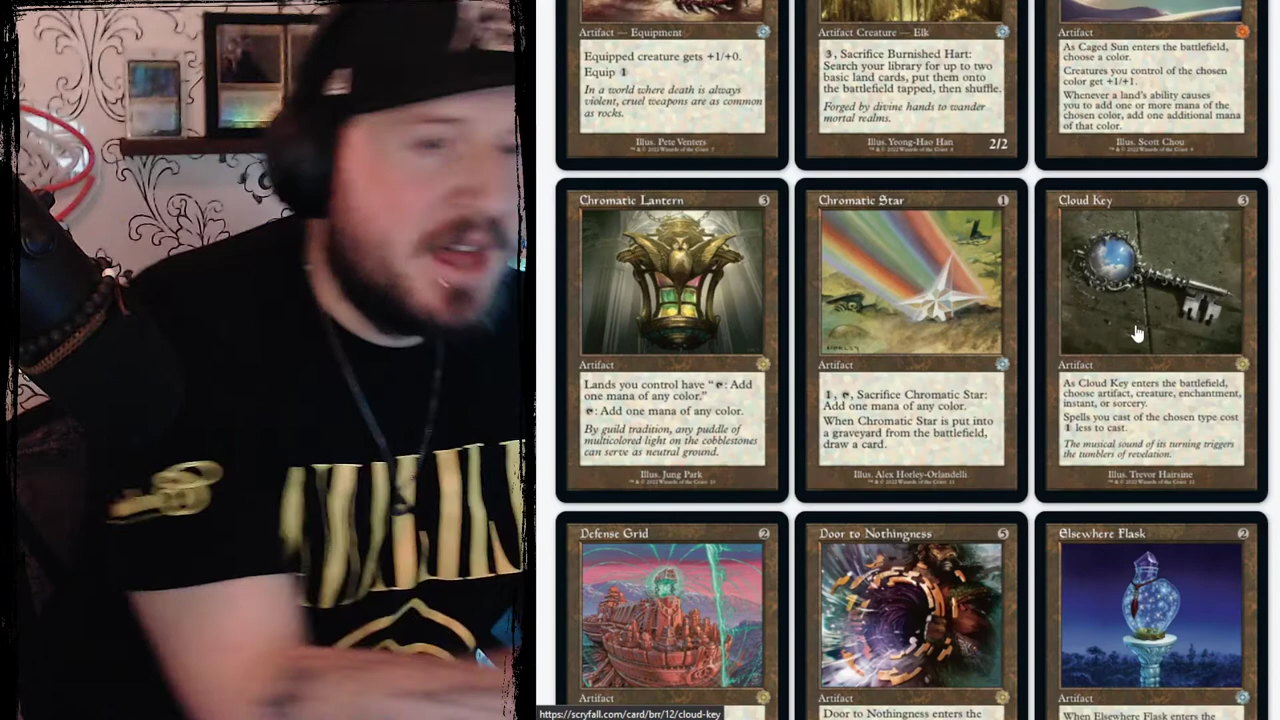 Artifact — Equipment
Equipped creature gets +1/+0.
Equip 1
In a world where death is always
violent, cruel weapons are as common
as rocks.
Illus. Pete Venters
Artifact Creature — Elk
3, Sacrifice Burnished Hart:
Search your library for up to two
basic land cards, put them onto
the battlefield tapped, then shuffle.
Forged by divine hands to wander
mortal realms.
Illus. Yeong-Hao Han
2/2
Artifact
As Caged Sun enters the battlefield,
choose a color.
Creatures you control of the chosen
color get +1/+1.
Whenever a land's ability causes
you to add one or more mana of the
chosen color, add one additional mana
of that color.
Illus. Scott Chou
Chromatic Lantern 3
Artifact
Lands you control have “: Add
one mana of any color.”
: Add one mana of any color.
By guild tradition, any puddle of
multicolored light on the cobblestones
can serve as neutral ground.
Illus. Jung Park
Chromatic Star 1
Artifact
1, , Sacrifice Chromatic Star:
Add one mana of any color.
When Chromatic Star is put into
a graveyard from the battlefield,
draw a card.
Illus. Alex Horley-Orlandelli
Cloud Key 3
Artifact
As Cloud Key enters the battlefield,
choose artifact, creature, enchantment,
instant, or sorcery.
Spells you cast of the chosen type cost
1 less to cast.
The musical sound of its turning triggers
the tumblers of revelation.
Illus. Trevor Hairsine
Defense Grid 2
Artifact
Door to Nothingness 5
Artifact
Door to Nothingness enters the
Elsewhere Flask 2
Artifact
When Elsewhere Flask enters the
https://scryfall.com/card/brr/12/cloud-key